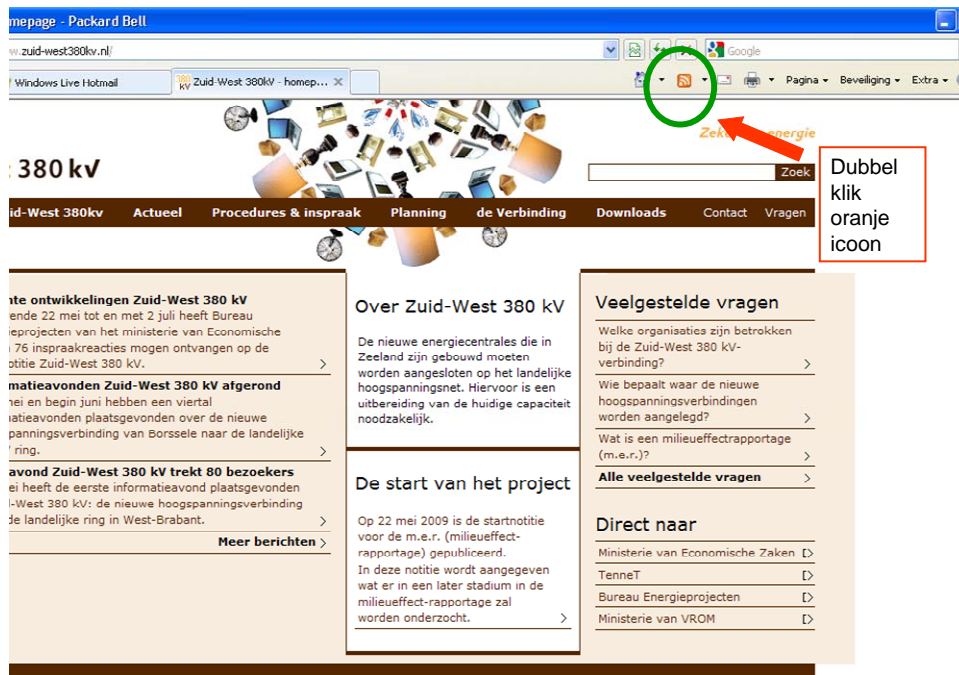 mepage - Packard Bell
w.zuid-west380kv.nl/
Google
Windows Live Hotmail
380 kV Zuid-West 380kV - homep...
Pagina
Beveiliging
Extra
energie
380 kV
Zoek
Dubbel
klik
oranje
icoon
id-West 380kv Actueel Procedures & inspraak Planning de Verbinding Downloads Contact Vragen
nte ontwikkelingen Zuid-West 380 kV
rende 22 mei tot en met 2 juli heeft Bureau
ieprojecten van het ministerie van Economische
76 inspraakreacties mogen ontvangen op de
otitie Zuid-West 380 kV.
rmatieavonden Zuid-West 380 kV afgerond
mei en begin juni hebben een viertal
matieavonden plaatsgevonden over de nieuwe
panningsverbinding van Borssele naar de landelijke
ring.
avond Zuid-West 380 kV trekt 80 bezoekers
ei heeft de eerste informatieavond plaatsgevonden
l-West 380 kV: de nieuwe hoogspanningsverbinding
de landelijke ring in West-Brabant.
Meer berichten
Over Zuid-West 380 kV
De nieuwe energiecentrales die in
Zeeland zijn gebouwd moeten
worden aangesloten op het landelijke
hoogspanningsnet. Hiervoor is een
uitbereiding van de huidige capaciteit
noodzakelijk.
De start van het project
Op 22 mei 2009 is de startnotitie
voor de m.e.r. (milieueffect-
rapportage) gepubliceerd.
In deze notitie wordt aangegeven
wat er in een later stadium in de
milieueffect-rapportage zal
worden onderzocht.
Veelgestelde vragen
Welke organisaties zijn betrokken
bij de Zuid-West 380 kV-
verbinding?
Wie bepaalt waar de nieuwe
hoogspanningsverbindingen
worden aangelegd?
Wat is een milieueffectrapportage
(m.e.r.)?
Alle veelgestelde vragen
Direct naar
Ministerie van Economische Zaken
TenneT
Bureau Energieprojecten
Ministerie van VROM